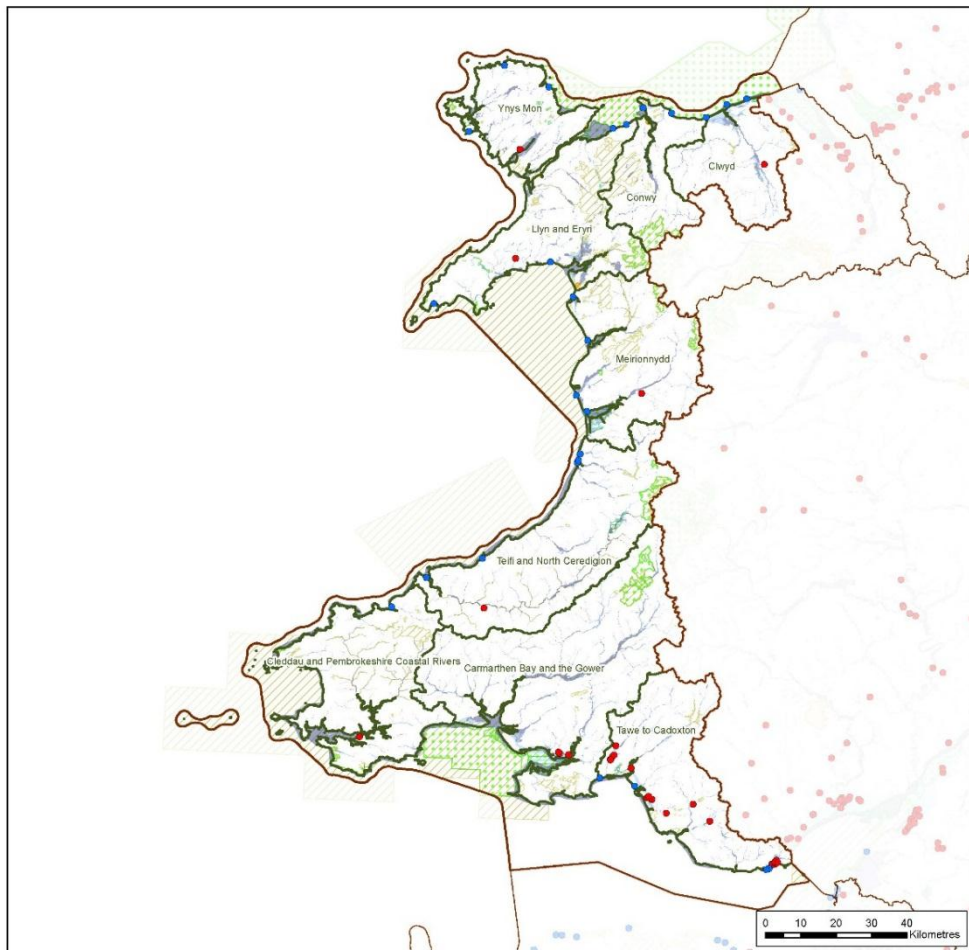 Ynys Mon
Clwyd
Conwy
Llyn and Eryri
Meirionnydd
Teifi and North Ceredigion
Cleddau and Pembrokeshire Coastal Rivers
Carmarthen Bay and the Gower
Tawe to Cadoxton
0 10 20 30 40
Kilometres